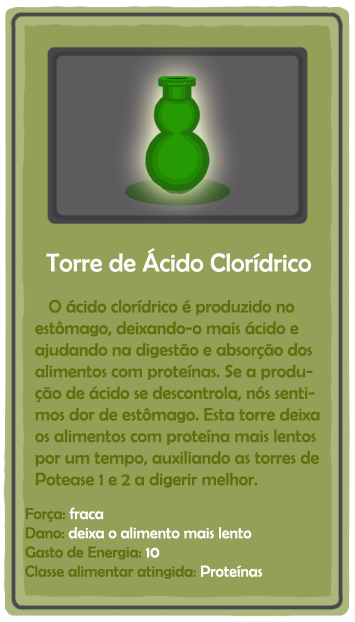 Torre de Ácido Clorídrico
O ácido clorídrico é produzido no
estômago, deixando-o mais ácido e
ajudando na digestão e absorção dos
alimentos com proteínas. Se a produ-
ção de ácido se descontrola, nós senti-
mos dor de estômago. Esta torre deixa
os alimentos com proteína mais lentos
por um tempo, auxiliando as torres de
Potease 1 e 2 a digerir melhor.
Força: fraca
Dano: deixa o alimento mais lento
Gasto de Energia: 10
Classe alimentar atingida: Proteínas